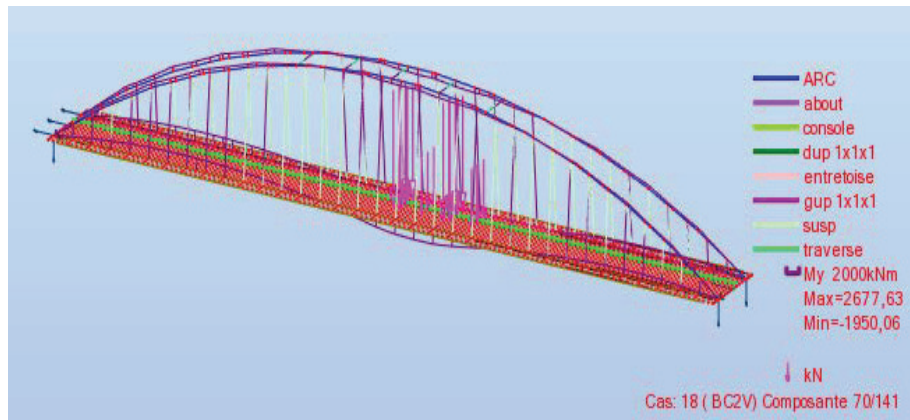 ARC
about
console
dup 1x1x1
entretoise
gup 1x1x1
susp
traverse
My 2000kNm
Max=2677,63
Min=-1950,06
kN
Cas: 18 ( BC2V) Composante 70/141